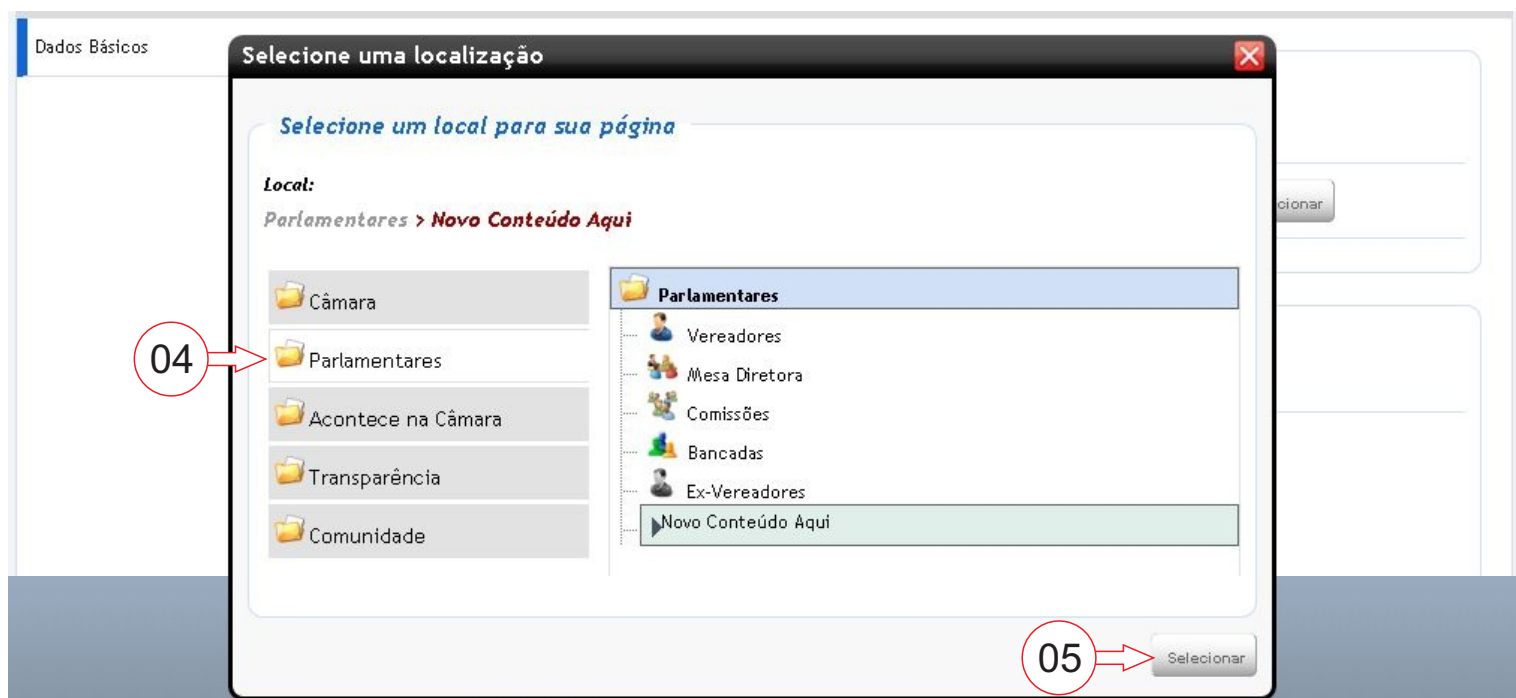 Dados Básicos
Selecione uma localização
Selecione um local para sua página
Local:
Parlamentares > Novo Conteúdo Aqui
cionar
Câmara
Parlamentares
Acontece na Câmara
Transparência
Comunidade
Parlamentares
Vereadores
Mesa Diretora
Comissões
Bancadas
Ex-Vereadores
Novo Conteúdo Aqui
04
05
Selecionar